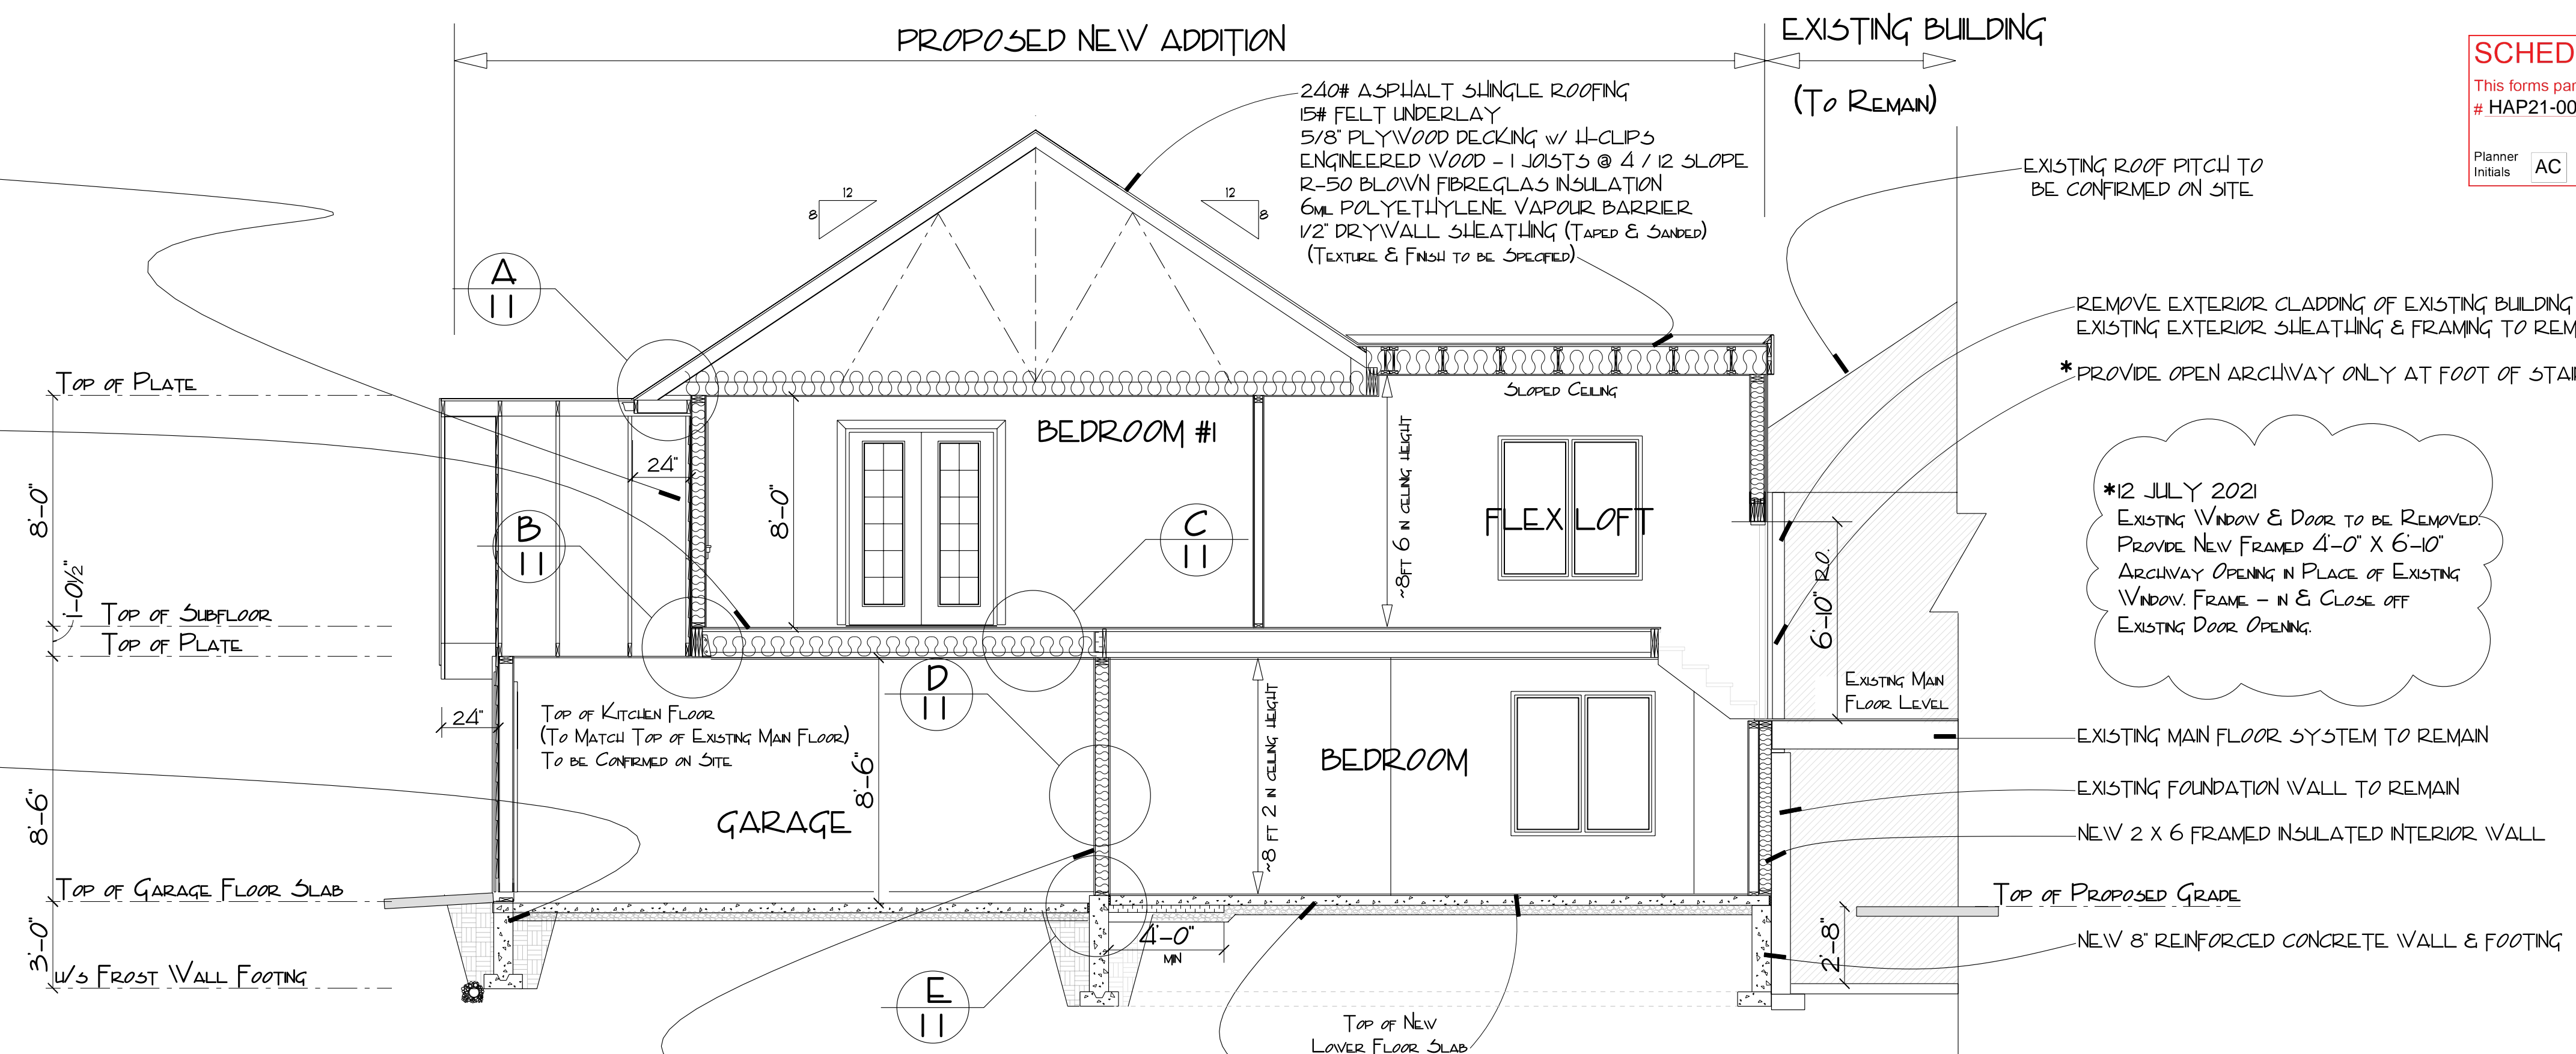 PROPOSED NEW ADDITION
EXISTING BUILDING
(To Remain)
SCHED
This forms par
# HAP21-00
Planner
Initials
AC
240# ASPHALT SHINGLE ROOFING
15# FELT UNDERLAY
5/8" PLYWOOD DECKING w/ H-CLIPS
ENGINEERED WOOD - I JOISTS @ 4 / 12 SLOPE
R-50 BLOWN FIBREGLAS INSULATION
6MIL POLYETHYLENE VAPOUR BARRIER
1/2" DRYWALL SHEATHING (Taped & Sanded)
(Texture & Finish to be Specified)
EXISTING ROOF PITCH TO
BE CONFIRMED ON SITE
12
8
12
8
A
11
REMOVE EXTERIOR CLADDING OF EXISTING BUILDING
EXISTING EXTERIOR SHEATHING & FRAMING TO REM
*PROVIDE OPEN ARCHWAY ONLY AT FOOT OF STAI
Top of Plate
Sloped Ceiling
BEDROOM #1
24"
8'-0"
8'-0"
~8FT 6 IN CEILING HEIGHT
FLEX LOFT
B
11
C
11
*12 JULY 2021
Existing Window & Door to be Removed.
Provide New Framed 4'-0" X 6'-10"
Archway Opening in Place of Existing
Window. Frame - in & Close off
Existing Door Opening.
6'-10" R.O.
1'-0½"
Top of Subfloor
Top of Plate
D
11
Existing Main
Floor Level
24"
Top of Kitchen Floor
(To Match Top of Existing Main Floor)
To be Confirmed on Site
8'-6"
8'-6"
GARAGE
~8 FT 2 IN CEILING HEIGHT
BEDROOM
EXISTING MAIN FLOOR SYSTEM TO REMAIN
EXISTING FOUNDATION WALL TO REMAIN
NEW 2 X 6 FRAMED INSULATED INTERIOR WALL
Top of Garage Floor Slab
Top of Proposed Grade
3'-0"
4'-0"
MIN
2'-8"
NEW 8" REINFORCED CONCRETE WALL & FOOTING
u/s Frost Wall Footing
E
11
Top of New
Lower Floor Slab